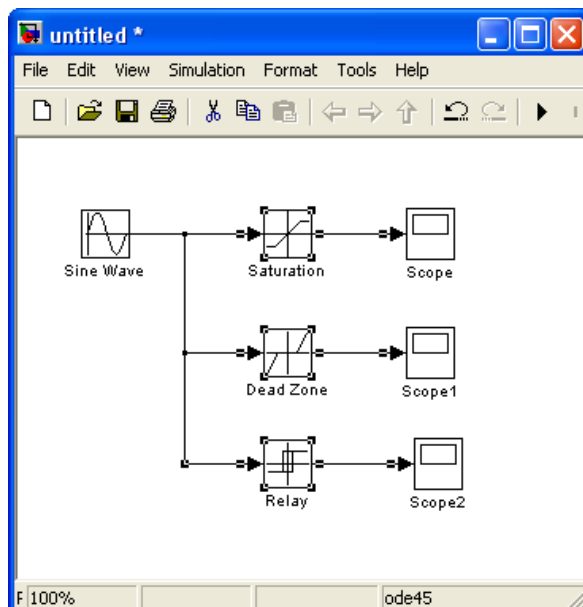 untitled *
File Edit View Simulation Format Tools Help
Sine Wave Saturation Scope
Dead Zone Scope1
Relay Scope2
F 100% ode45